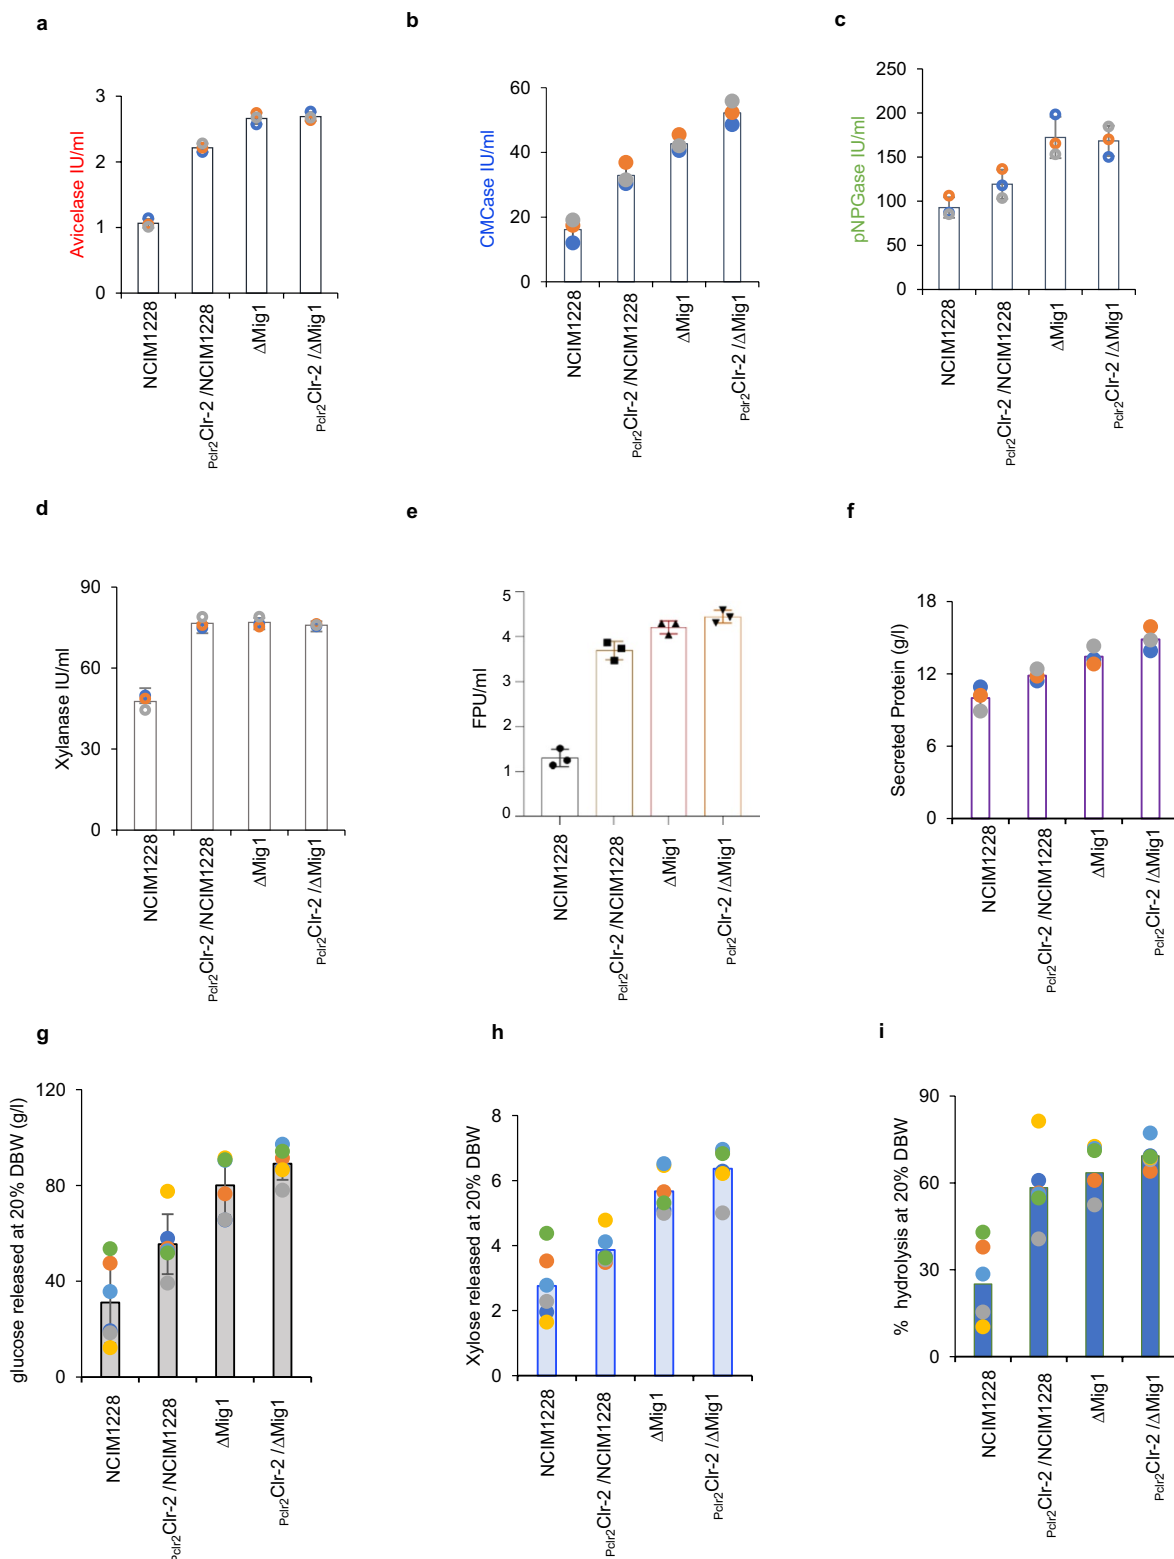 a
Avicelase IU/ml
3
2
1
0
NCIM1228
Pclr2Clr-2 /NCIM1228
ΔMig1
Pclr2Clr-2 /ΔMig1
b
CMCase IU/ml
60
40
20
0
NCIM1228
Pclr2Clr-2 /NCIM1228
ΔMig1
Pclr2Clr-2 /ΔMig1
c
pNPGase IU/ml
250
200
150
100
50
0
NCIM1228
Pclr2Clr-2 /NCIM1228
ΔMig1
Pclr2Clr-2 /ΔMig1
d
Xylanase IU/ml
90
60
30
0
NCIM1228
Pclr2Clr-2 /NCIM1228
ΔMig1
Pclr2Clr-2 /ΔMig1
e
FPU/ml
5
4
3
2
1
0
NCIM1228
Pclr2Clr-2 /NCIM1228
ΔMig1
Pclr2Clr-2 /ΔMig1
f
Secreted Protein (g/l)
18
12
6
0
NCIM1228
Pclr2Clr-2 /NCIM1228
ΔMig1
Pclr2Clr-2 /ΔMig1
g
glucose released at 20% DBW (g/l)
120
80
40
0
NCIM1228
Pclr2Clr-2 /NCIM1228
ΔMig1
Pclr2Clr-2 /ΔMig1
h
Xylose released at 20% DBW
8
6
4
2
0
NCIM1228
Pclr2Clr-2 /NCIM1228
ΔMig1
Pclr2Clr-2 /ΔMig1
i
% hydrolysis at 20% DBW
90
60
30
0
NCIM1228
Pclr2Clr-2 /NCIM1228
ΔMig1
Pclr2Clr-2 /ΔMig1